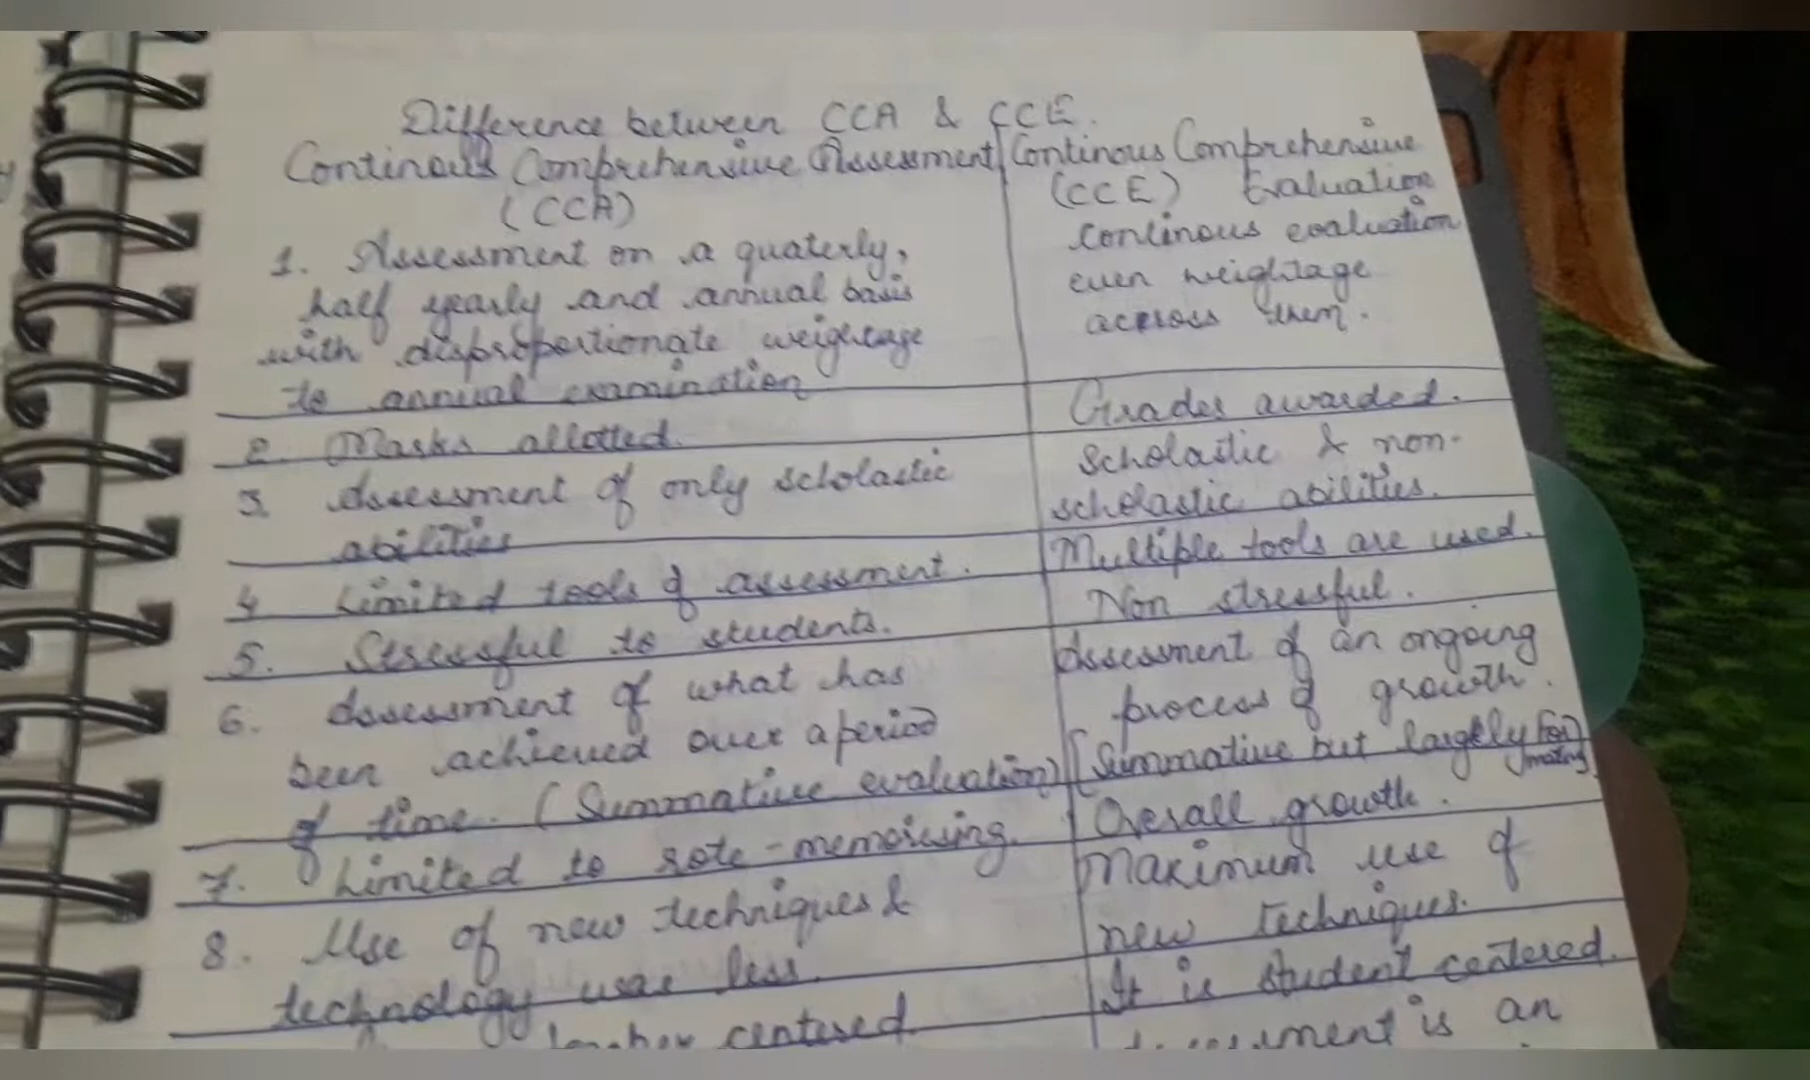 Difference between CCA & CCE.
Continous Comprehensive Assessment
(CCA)
Continous Comprehensive
(CCE) Evaluation
1. Assessment on a quaterly,
half yearly and annual basis
with disproportionate weightage
to annual examination
continous evaluation
even weightage
across them.
2. Marks allotted.
Grades awarded.
3. Assessment of only scholastic
abilities
Scholastic & non-
scholastic abilities.
4 Limited tools of assessment.
Multiple tools are used.
5. Stressful to students.
Non stressful.
6. Assessment of what has
been achieved over a period
of time. (Summative evaluation)
Assessment of an ongoing
process of growth.
(Summative but largely
7. Limited to rote-memorising.
Overall growth.
8. Use of new techniques &
technology was less.
Maximum use of
new techniques.
centered
It is student centered.
is an